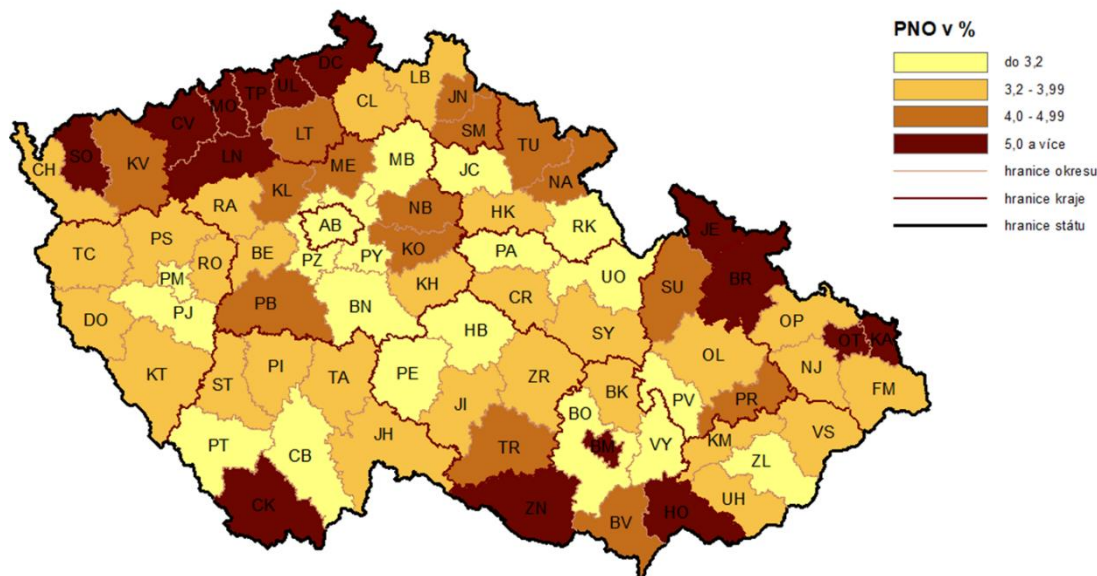 PNO v %
do 3,2
3,2 - 3,99
4,0 - 4,99
5,0 a více
hranice okresu
hranice kraje
hranice státu
DC
LB
UL
TP
MO
CL
JN
CV
LT
SM
TU
SO
KV
LN
ME
MB
JC
NA
CH
KL
RA
NB
HK
RK
AB
JE
TC
PS
RO
BE
PZ
PY
KO
PA
UO
BR
PM
KH
SU
PJ
PB
BN
CR
DO
HB
SY
OP
OT
KA
KT
ST
PI
TA
PE
ZR
BK
OL
NJ
FM
JI
BO
PV
PR
JH
VS
PT
CB
TR
BM
VY
KM
ZL
CK
ZN
BV
HO
UH